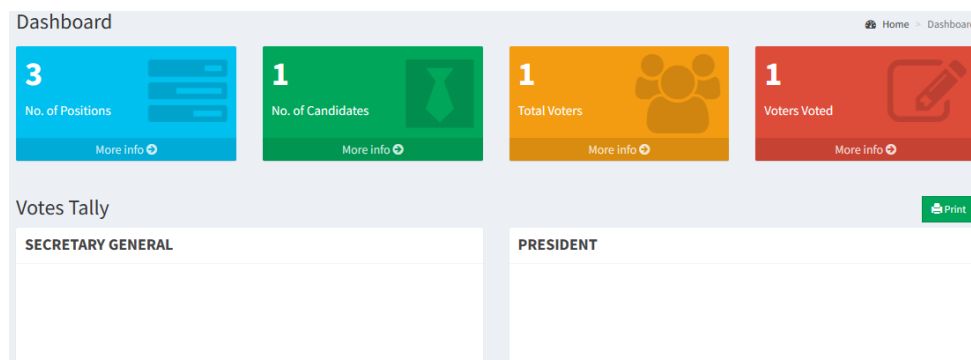 Dashboard
Home > Dashboard
3
No. of Positions
More info
1
No. of Candidates
More info
1
Total Voters
More info
1
Voters Voted
More info
Votes Tally
Print
SECRETARY GENERAL
PRESIDENT